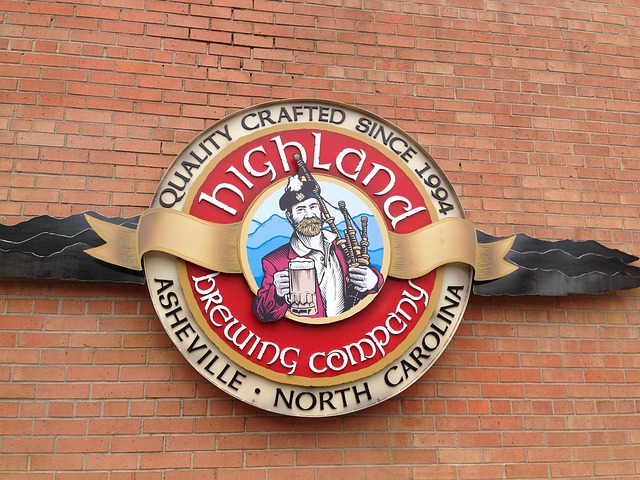 QUALITY CRAFTED SINCE 1994
highland
brewing company
ASHEVILLE • NORTH CAROLINA